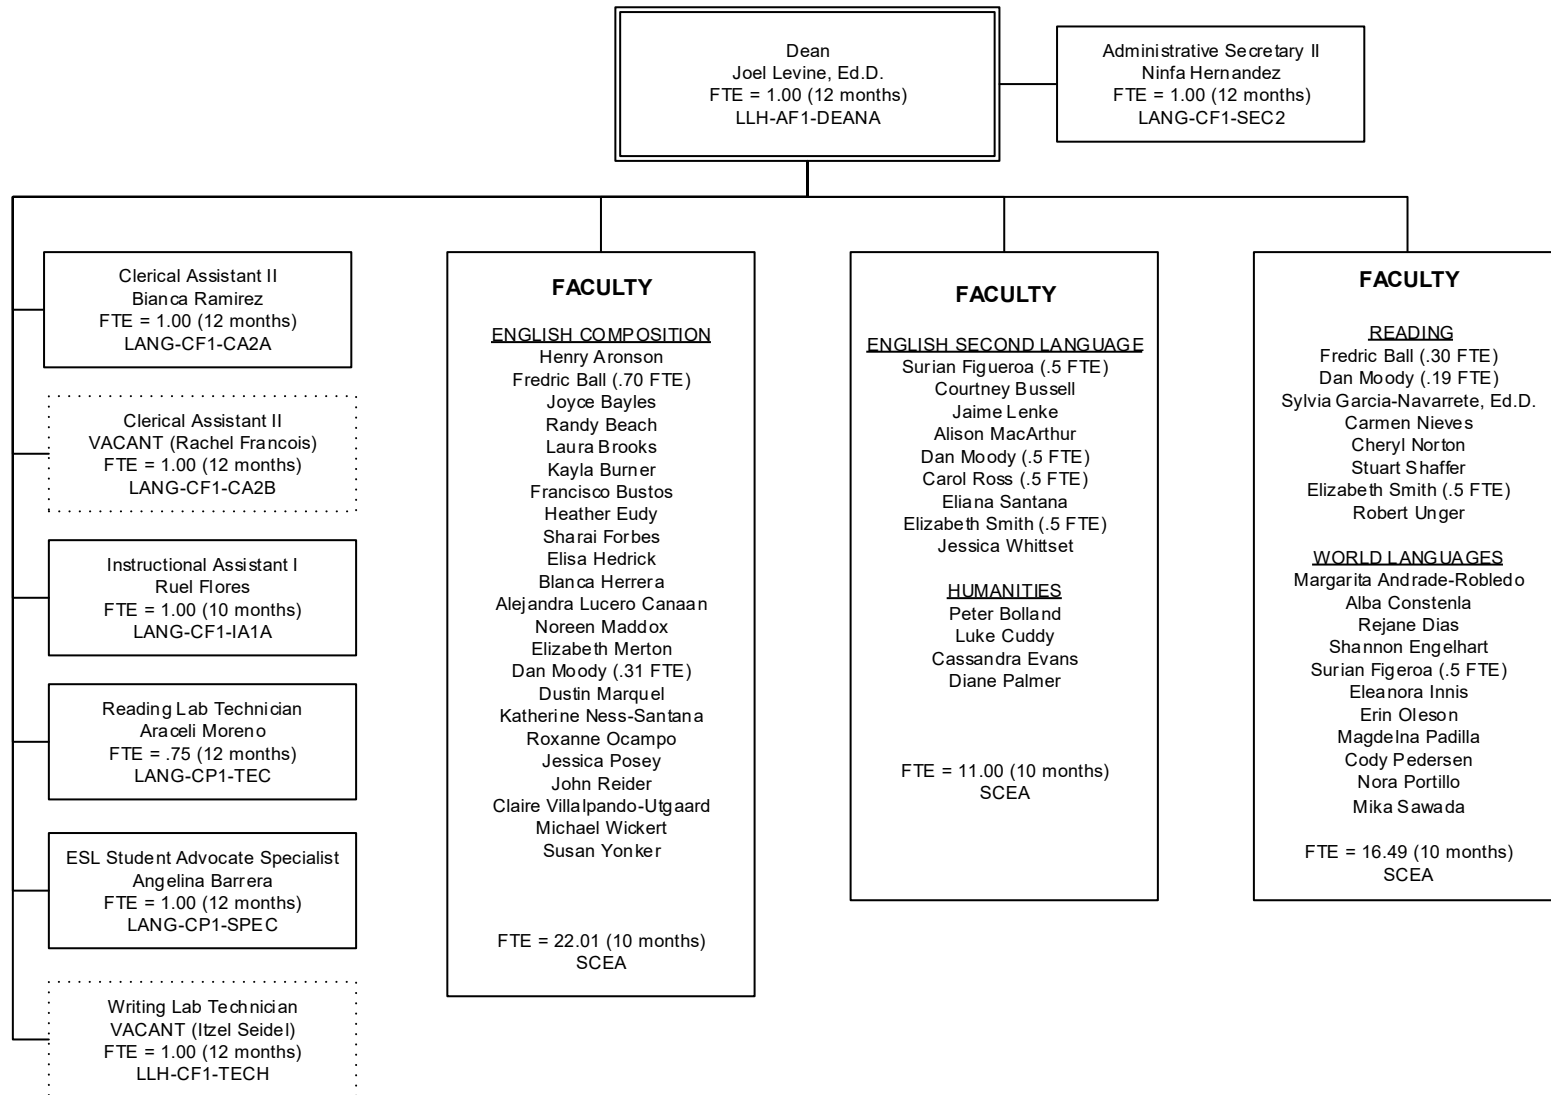 Dean
Joel Levine, Ed.D.
FTE = 1.00 (12 months)
LLH-AF1-DEANA
Administrative Secretary II
Ninfa Hernandez
FTE = 1.00 (12 months)
LANG-CF1-SEC2
Clerical Assistant II
Bianca Ramirez
FTE = 1.00 (12 months)
LANG-CF1-CA2A
Clerical Assistant II
VACANT (Rachel Francois)
FTE = 1.00 (12 months)
LANG-CF1-CA2B
Instructional Assistant I
Ruel Flores
FTE = 1.00 (10 months)
LANG-CF1-IA1A
Reading Lab Technician
Araceli Moreno
FTE = .75 (12 months)
LANG-CP1-TEC
ESL Student Advocate Specialist
Angelina Barrera
FTE = 1.00 (12 months)
LANG-CP1-SPEC
Writing Lab Technician
VACANT (Itzel Seidel)
FTE = 1.00 (12 months)
LLH-CF1-TECH
FACULTY
ENGLISH COMPOSITION
Henry Aronson
Fredric Ball (.70 FTE)
Joyce Bayles
Randy Beach
Laura Brooks
Kayla Burner
Francisco Bustos
Heather Eudy
Sharai Forbes
Elisa Hedrick
Blanca Herrera
Alejandra Lucero Canaan
Noreen Maddox
Elizabeth Merton
Dan Moody (.31 FTE)
Dustin Marquel
Katherine Ness-Santana
Roxanne Ocampo
Jessica Posey
John Reider
Claire Villalpando-Utgaard
Michael Wickert
Susan Yonker
FTE = 22.01 (10 months)
SCEA
FACULTY
ENGLISH SECOND LANGUAGE
Surian Figueroa (.5 FTE)
Courtney Bussell
Jaime Lenke
Alison MacArthur
Dan Moody (.5 FTE)
Carol Ross (.5 FTE)
Eliana Santana
Elizabeth Smith (.5 FTE)
Jessica Whittset
HUMANITIES
Peter Bolland
Luke Cuddy
Cassandra Evans
Diane Palmer
FTE = 11.00 (10 months)
SCEA
FACULTY
READING
Fredric Ball (.30 FTE)
Dan Moody (.19 FTE)
Sylvia Garcia-Navarrete, Ed.D.
Carmen Nieves
Cheryl Norton
Stuart Shaffer
Elizabeth Smith (.5 FTE)
Robert Unger
WORLD LANGUAGES
Margarita Andrade-Robledo
Alba Constenla
Rejane Dias
Shannon Engelhart
Surian Figeroa (.5 FTE)
Eleanora Innis
Erin Oleson
Magdelna Padilla
Cody Pedersen
Nora Portillo
Mika Sawada
FTE = 16.49 (10 months)
SCEA